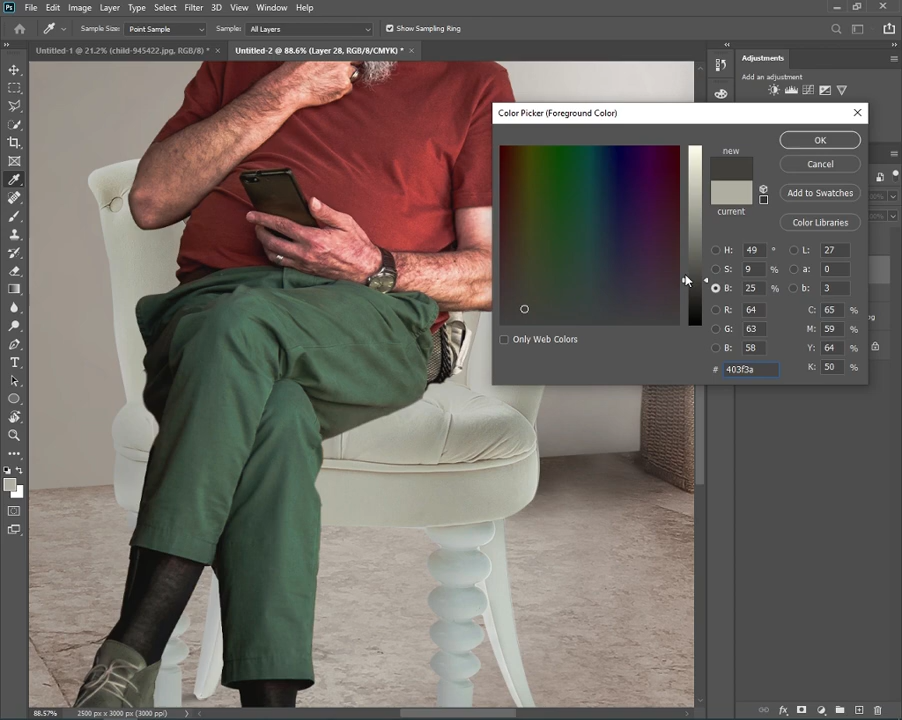 Ps File Edit Image Layer Type Select Filter 3D View Window Help
Sample Size: Point Sample Sample: All Layers Show Sampling Ring
Untitled-1 @ 21.2% (child-945422.jpg, RGB/8) * × Untitled-2 @ 88.6% (Layer 28, RGB/8/CMYK) * ×
Adjustments
Add an adjustment
Color Picker (Foreground Color)
new
current
OK
Cancel
Add to Swatches
Color Libraries
H: 49 ° L: 27
S: 9 % a: 0
B: 25 % b: 3
R: 64 C: 65 %
G: 63 M: 59 %
B: 58 Y: 64 %
# 403f3a K: 50 %
Only Web Colors
88.57% 2500 px x 3000 px (3000 ppi)